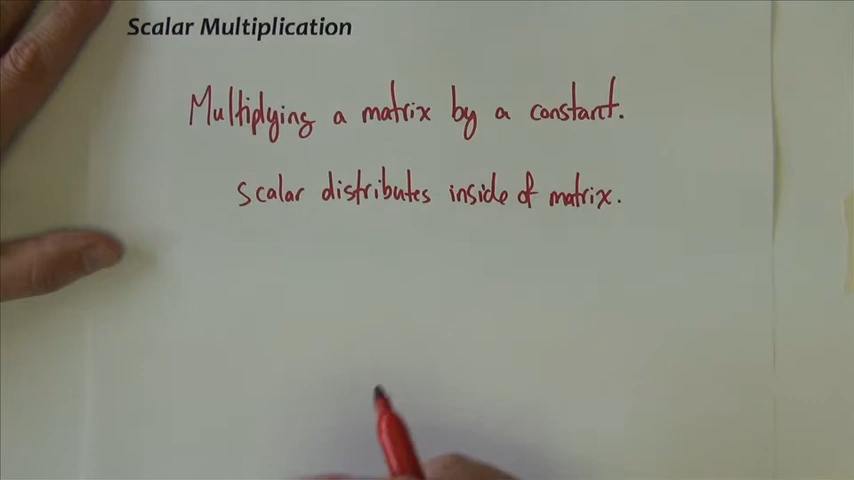 Scalar Multiplication
Multiplying a matrix by a constant.
scalar distributes inside of matrix.